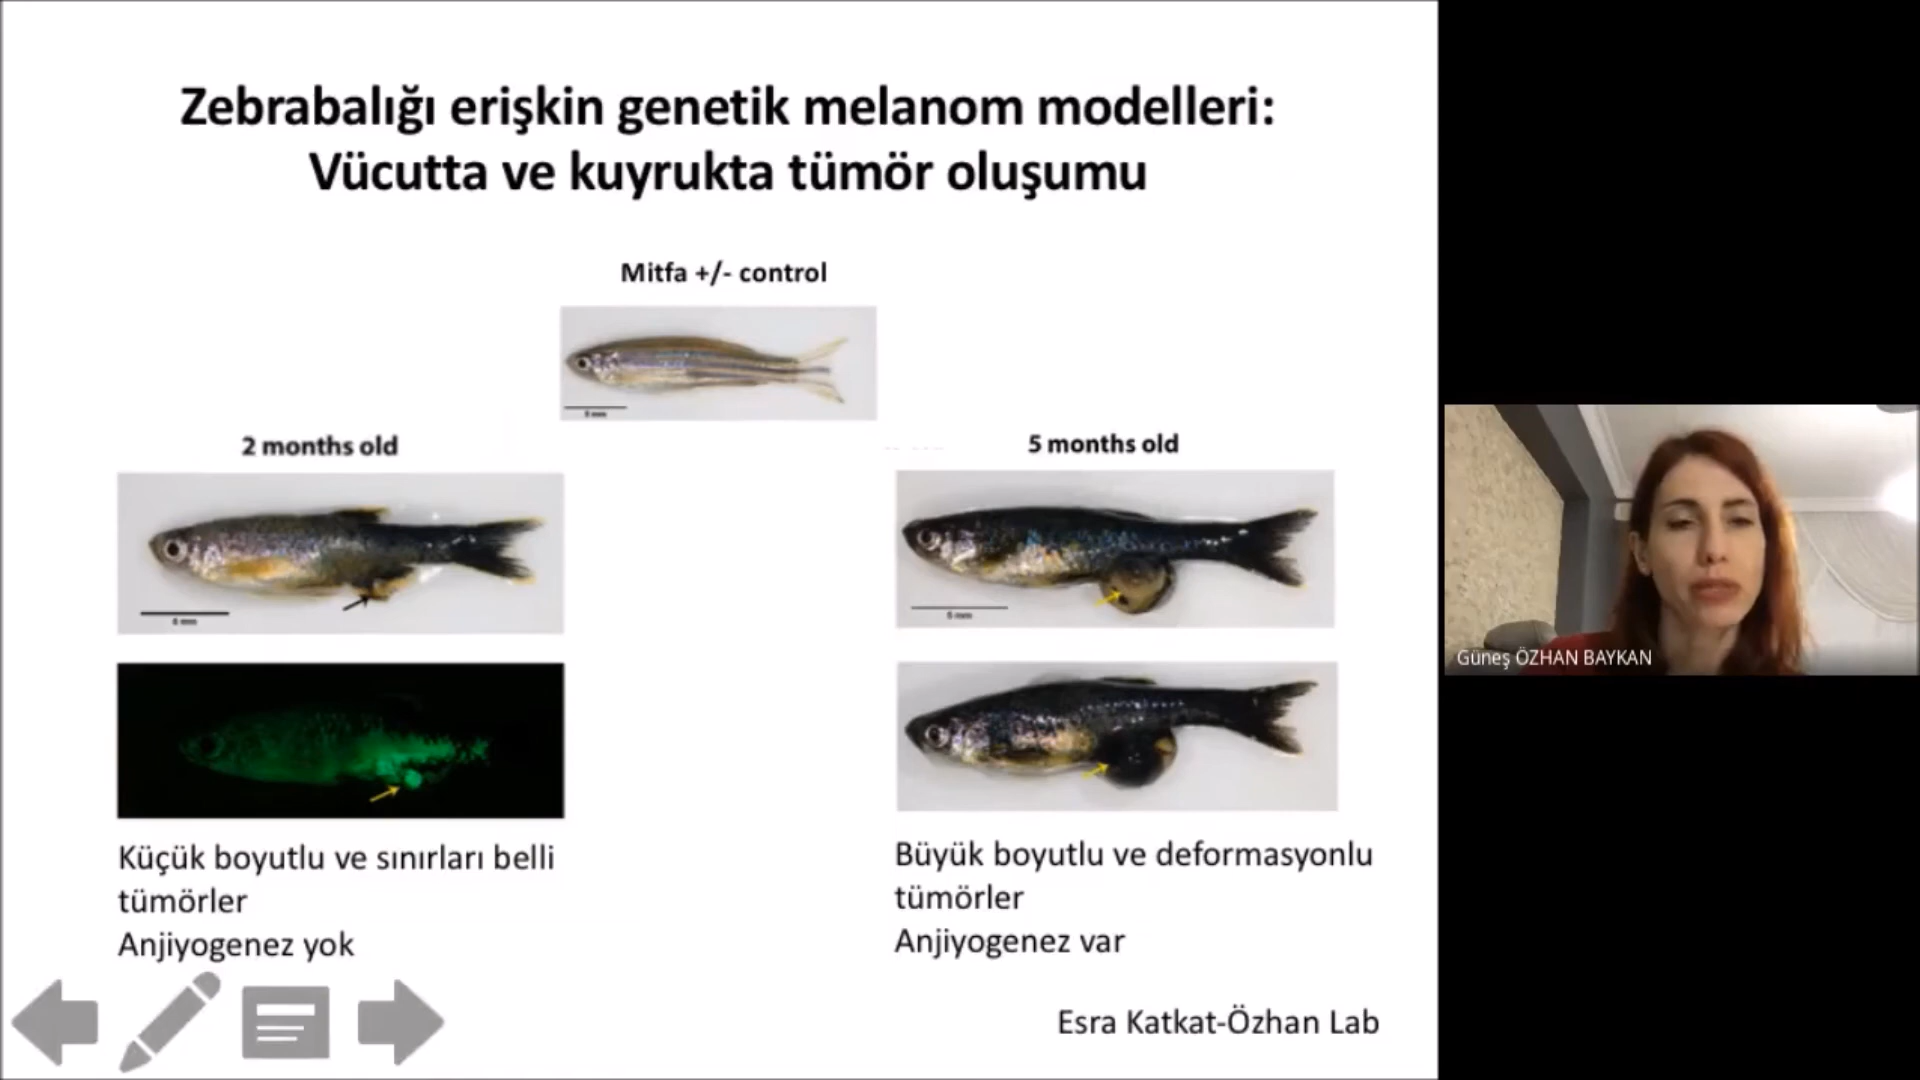 Zebrabalığı erişkin genetik melanom modelleri:
Vücutta ve kuyrukta tümör oluşumu
Mitfa +/- control
2 months old
5 months old
Küçük boyutlu ve sınırları belli
tümörler
Anjiyogenez yok
Büyük boyutlu ve deformasyonlu
tümörler
Anjiyogenez var
Esra Katkat-Özhan Lab
Güneş ÖZHAN BAYKAN